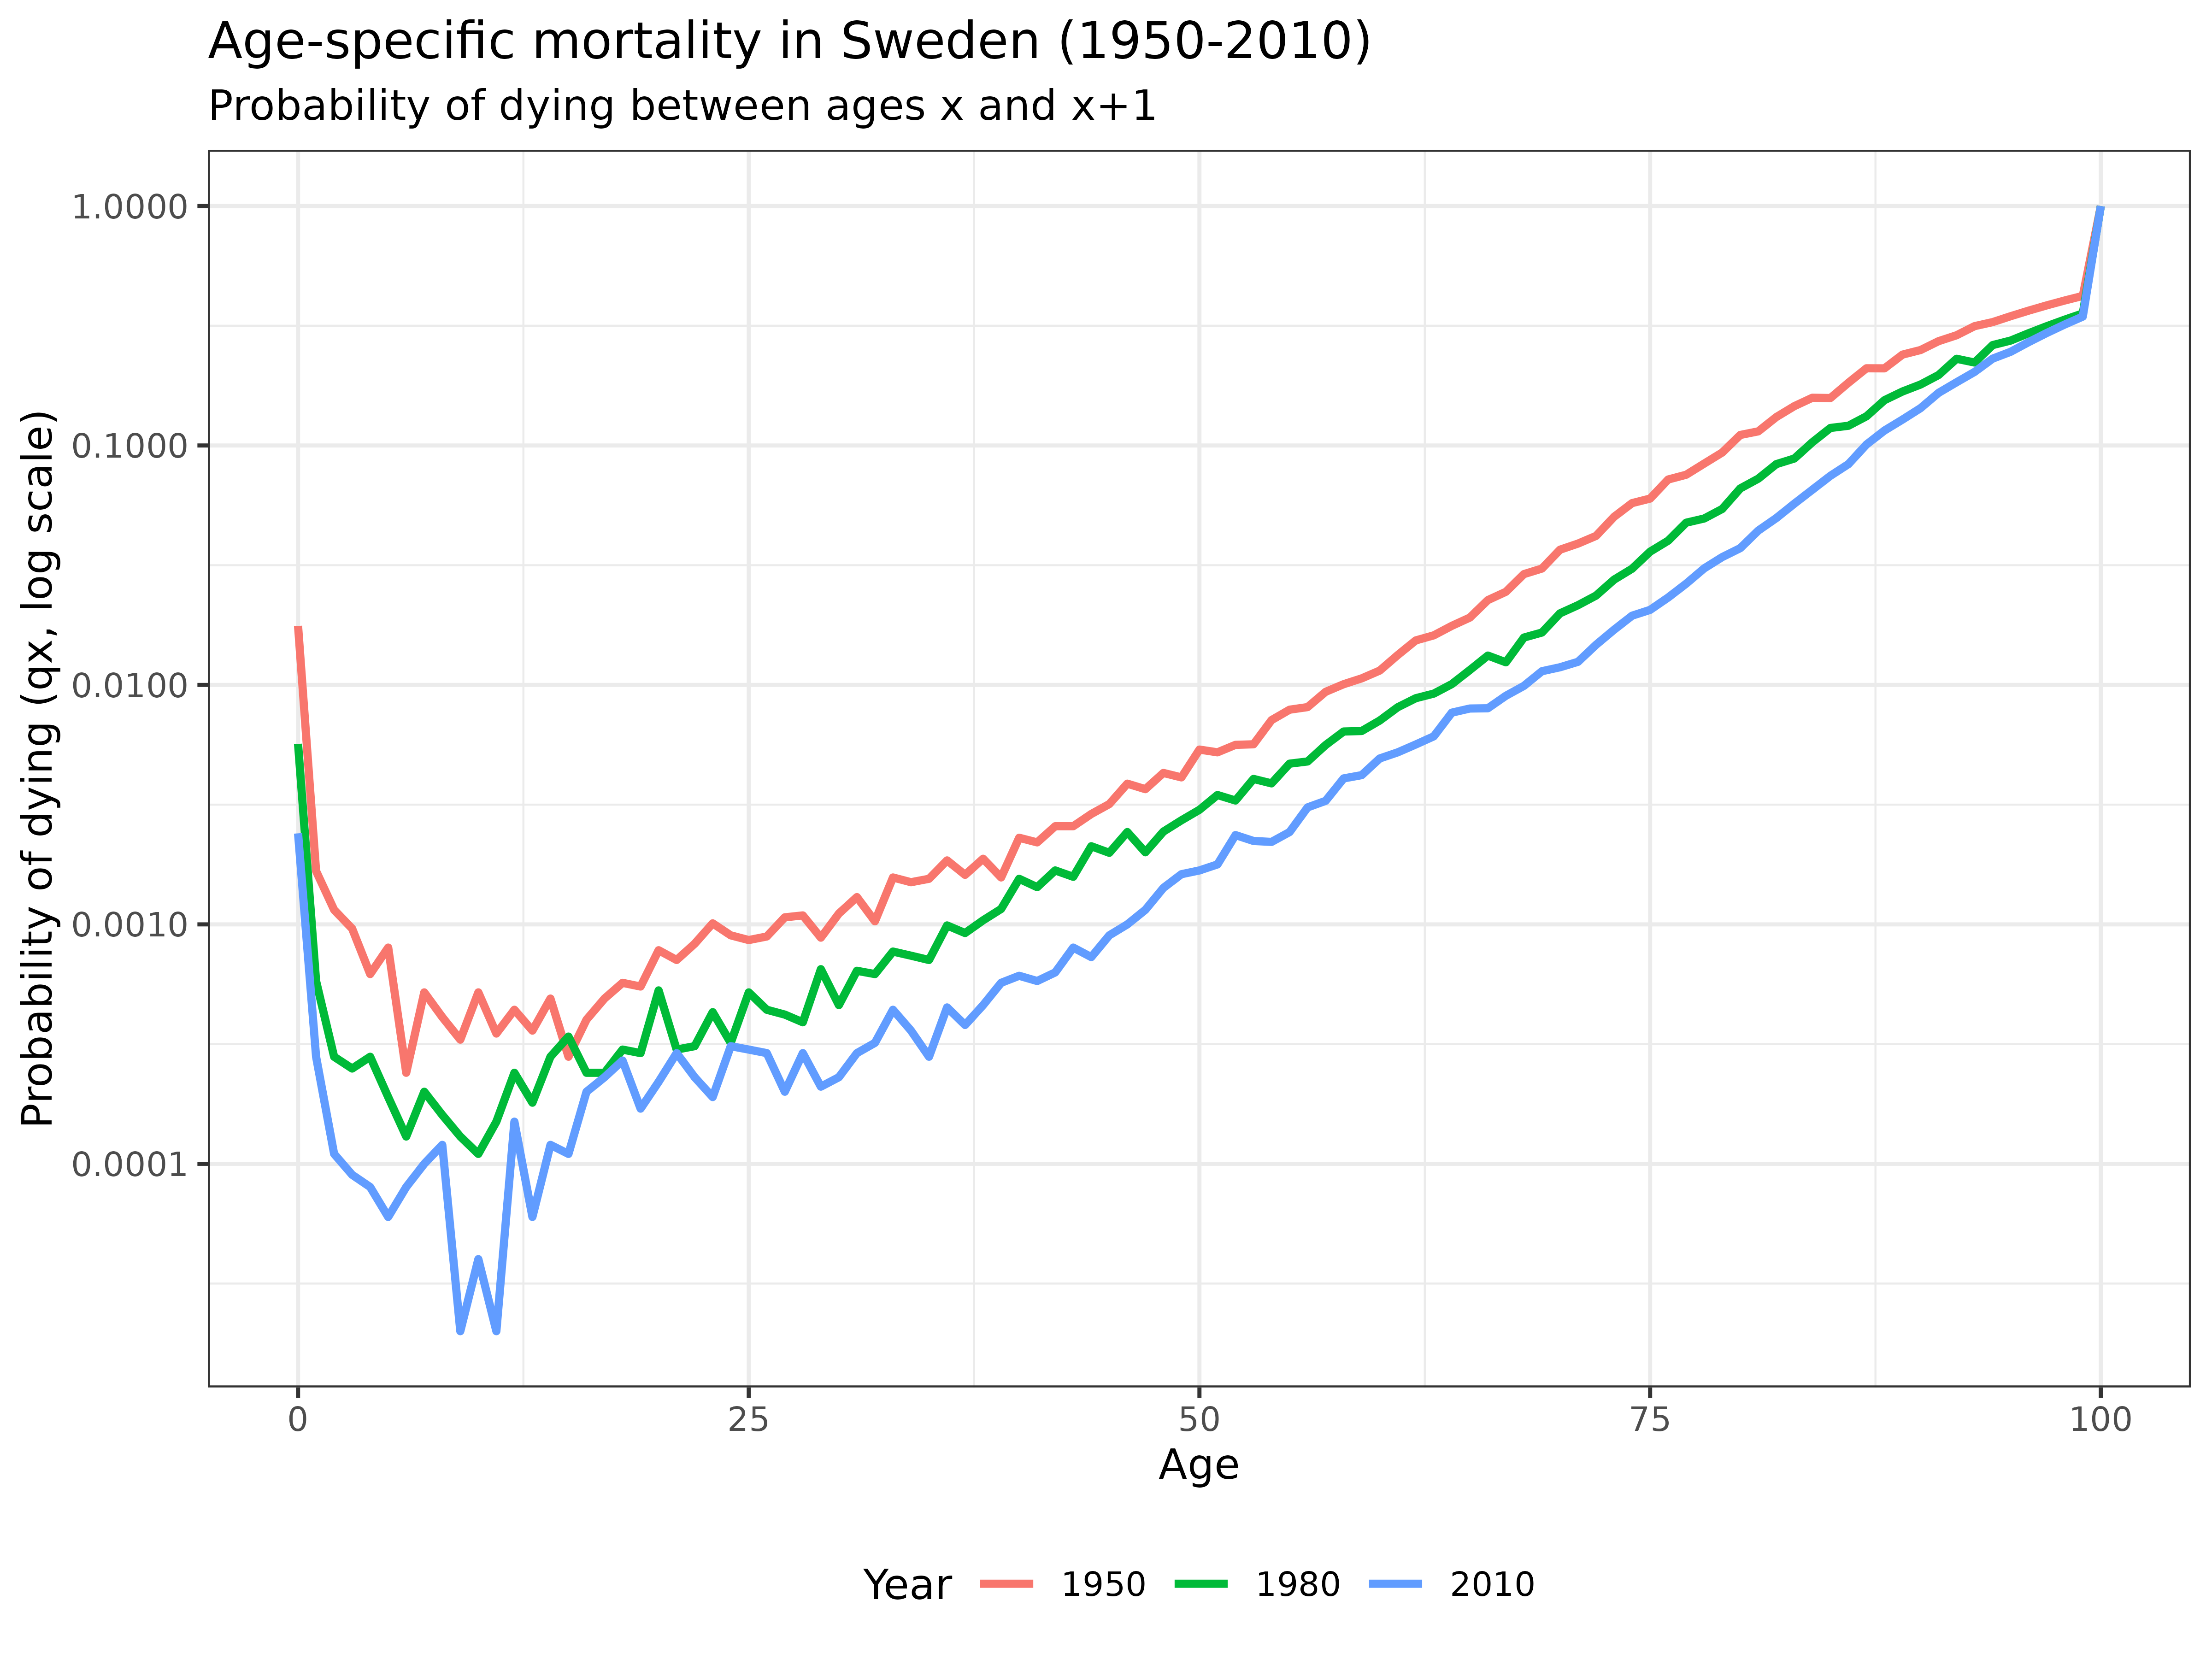 Age-specific mortality in Sweden (1950-2010)
Probability of dying between ages x and x+1
Probability of dying (qx, log scale)
1.0000
0.1000
0.0100
0.0010
0.0001
0 25 50 75 100
Age
Year 1950 1980 2010